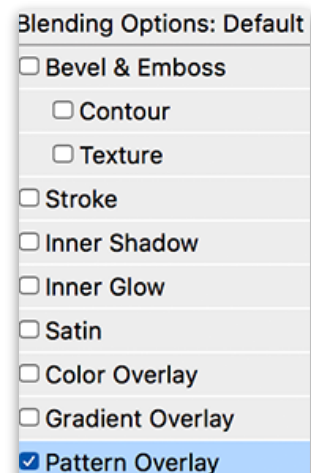 Blending Options: Default
Bevel & Emboss
Contour
Texture
Stroke
Inner Shadow
Inner Glow
Satin
Color Overlay
Gradient Overlay
Pattern Overlay